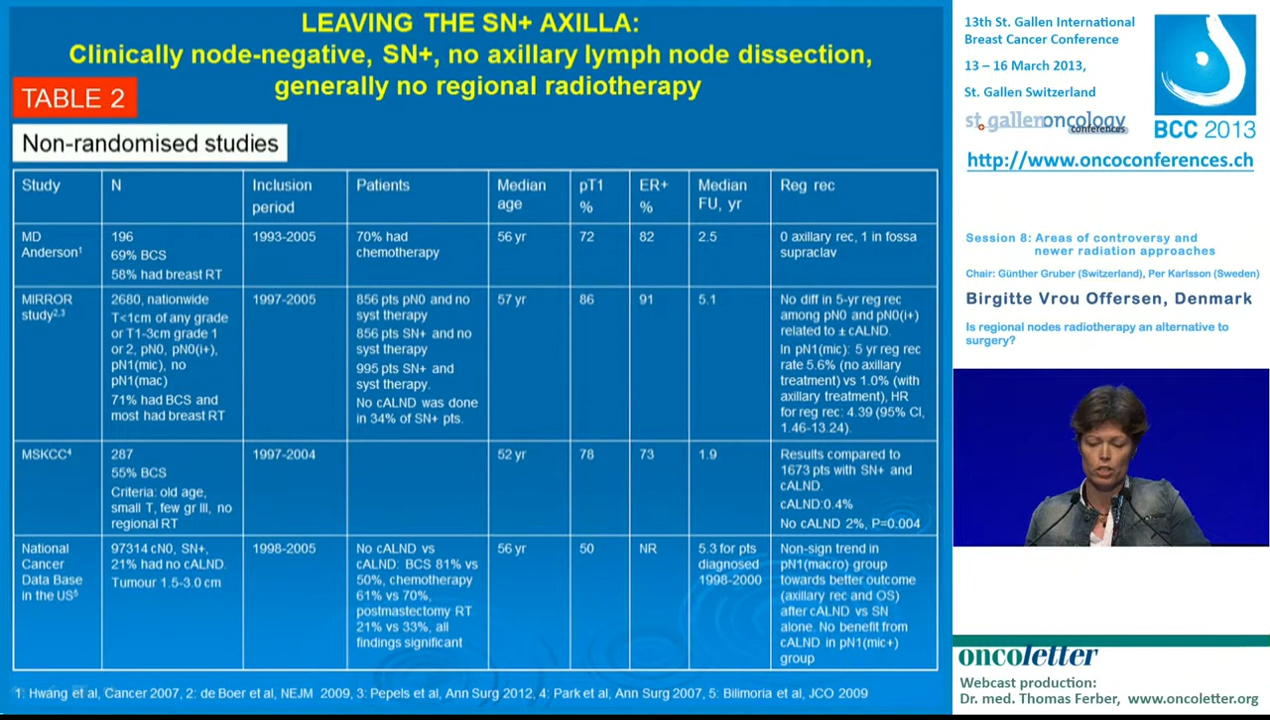 LEAVING THE SN+ AXILLA:
Clinically node-negative, SN+, no axillary lymph node dissection,
generally no regional radiotherapy
TABLE 2
Non-randomised studies
Study
N
Inclusion
period
Patients
Median
age
pT1
%
ER+
%
Median
FU, yr
Reg rec
MD
Anderson¹
196
69% BCS
58% had breast RT
1993-2005
70% had
chemotherapy
56 yr
72
82
2.5
0 axillary rec, 1 in fossa
supraclav
MIRROR
study²,³
2680, nationwide
T<1cm of any grade
or T1-3cm grade 1
or 2, pN0, pN0(i+),
pN1(mic), no
pN1(mac)
71% had BCS and
most had breast RT
1997-2005
856 pts pN0 and no
syst therapy
856 pts SN+ and no
syst therapy
995 pts SN+ and
syst therapy.
No cALND was done
in 34% of SN+ pts.
57 yr
86
91
5.1
No diff in 5-yr reg rec
among pN0 and pN0(i+)
related to ± cALND.
In pN1(mic): 5 yr reg rec
rate 5.6% (no axillary
treatment) vs 1.0% (with
axillary treatment), HR
for reg rec: 4.39 (95% CI,
1.46-13.24).
MSKCC⁴
287
55% BCS
Criteria: old age,
small T, few gr III, no
regional RT
1997-2004
52 yr
78
73
1.9
Results compared to
1673 pts with SN+ and
cALND.
cALND:0.4%
No cALND 2%, P=0.004
National
Cancer
Data Base
in the US⁵
97314 cN0, SN+,
21% had no cALND.
Tumour 1.5-3.0 cm
1998-2005
No cALND vs
cALND: BCS 81% vs
50%, chemotherapy
61% vs 70%,
postmastectomy RT
21% vs 33%, all
findings significant
56 yr
50
NR
5.3 for pts
diagnosed
1998-2000
Non-sign trend in
pN1(macro) group
towards better outcome
(axillary rec and OS)
after cALND vs SN
alone. No benefit from
cALND in pN1(mic+)
group
1: Hwang et al, Cancer 2007, 2: de Boer et al, NEJM 2009, 3: Pepels et al, Ann Surg 2012, 4: Park et al, Ann Surg 2007, 5: Bilimoria et al, JCO 2009
13th St. Gallen International
Breast Cancer Conference
13 – 16 March 2013,
St. Gallen Switzerland
st.gallenoncology
conferences
BCC 2013
http://www.oncoconferences.ch
Session 8: Areas of controversy and
newer radiation approaches
Chair: Günther Gruber (Switzerland), Per Karlsson (Sweden)
Birgitte Vrou Offersen, Denmark
Is regional nodes radiotherapy an alternative to
surgery?
oncoletter
Webcast production:
Dr. med. Thomas Ferber, www.oncoletter.org